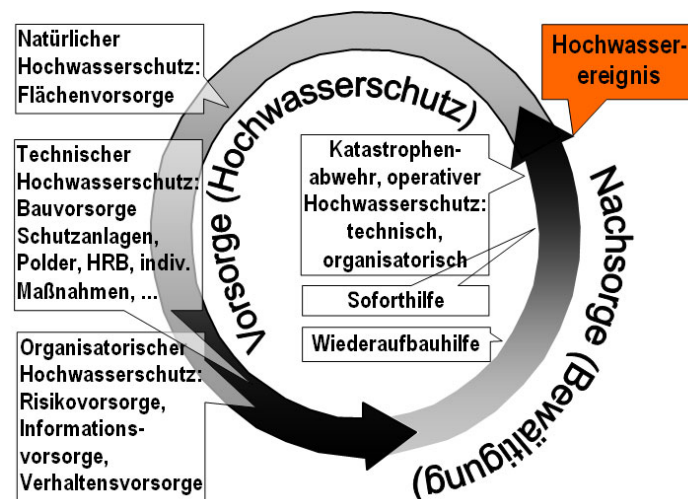 Natürlicher
Hochwasserschutz:
Flächenvorsorge
Technischer
Hochwasserschutz:
Bauvorsorge
Schutzanlagen,
Polder, HRB, indiv.
Maßnahmen, ...
Organisatorischer
Hochwasserschutz:
Risikovorsorge,
Informations-
vorsorge,
Verhaltensvorsorge
Vorsorge (Hochwasserschutz)
Hochwasser-
ereignis
Katastrophen-
abwehr, operativer
Hochwasserschutz:
technisch,
organisatorisch
Soforthilfe
Wiederaufbauhilfe
Nachsorge (Bewältigung)